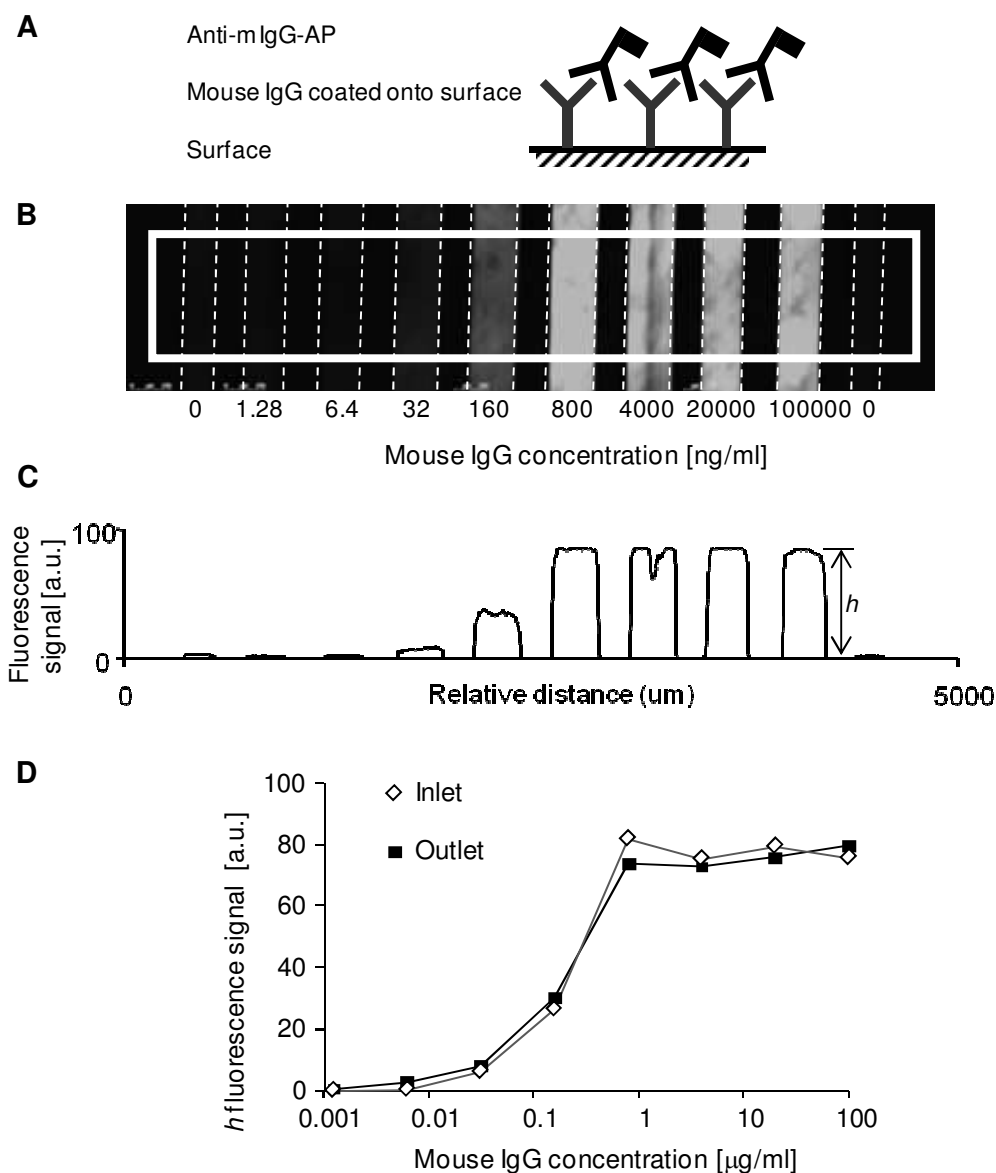 A
Anti-mIgG-AP
Mouse IgG coated onto surface
Surface
B
0 1.28 6.4 32 160 800 4000 20000 100000 0
Mouse IgG concentration [ng/ml]
C
Fluorescence
signal [a.u.]
100
0
h
0 Relative distance (um) 5000
D
h fluorescence signal [a.u.]
100
80
60
40
20
0
Inlet
Outlet
0.001 0.01 0.1 1 10 100
Mouse IgG concentration [µg/ml]